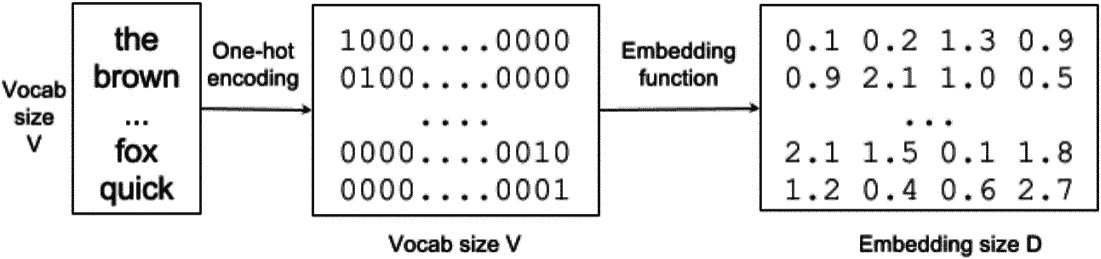 Vocab
size
V
the
brown
...
fox
quick
One-hot
encoding
1000....0000
0100....0000
....
0000....0010
0000....0001
Vocab size V
Embedding
function
0.1 0.2 1.3 0.9
0.9 2.1 1.0 0.5
...
2.1 1.5 0.1 1.8
1.2 0.4 0.6 2.7
Embedding size D